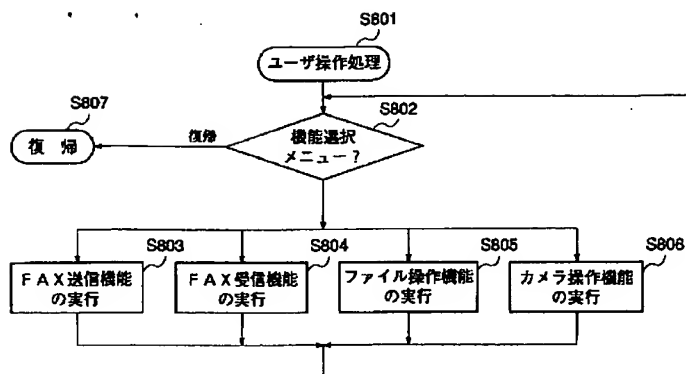 S801
ユーザ操作処理
S807
復帰
復 帰
S802
機能選択
メニュー?
S803
FAX送信機能
の実行
S804
FAX受信機能
の実行
S805
ファイル操作機能
の実行
S806
カメラ操作機能
の実行